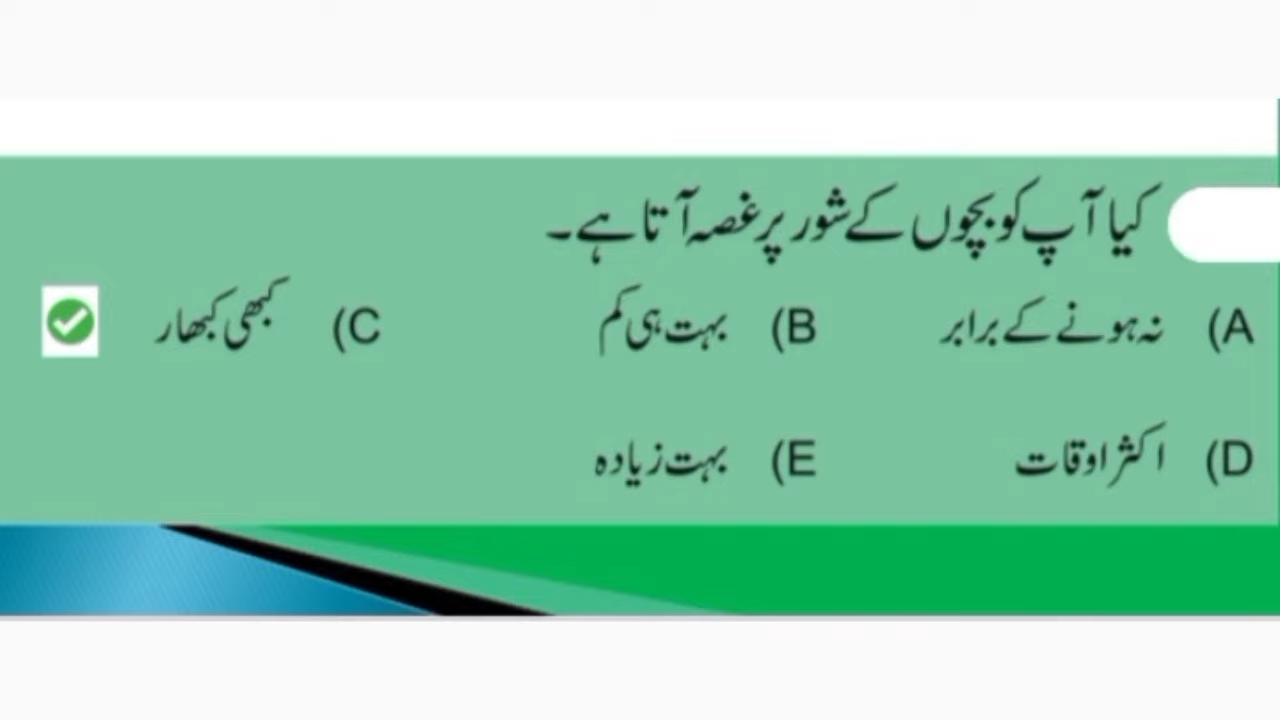 کیا آپ کو بچوں کے شور پر غصہ آتا ہے۔
(A نہ ہونے کے برابر (B بہت ہی کم (C کبھی کبھار
(D اکثر اوقات (E بہت زیادہ